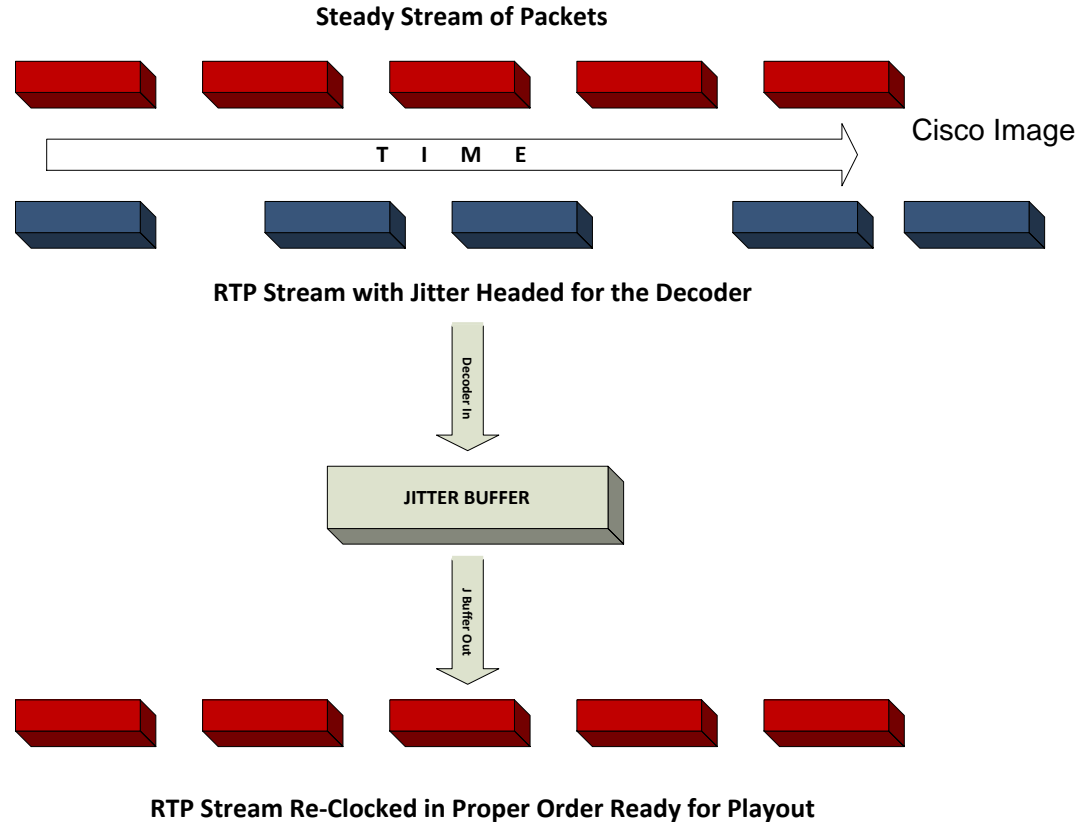 Steady Stream of Packets
Cisco Image
T I M E
RTP Stream with Jitter Headed for the Decoder
Decoder In
JITTER BUFFER
J Buffer Out
RTP Stream Re-Clocked in Proper Order Ready for Playout